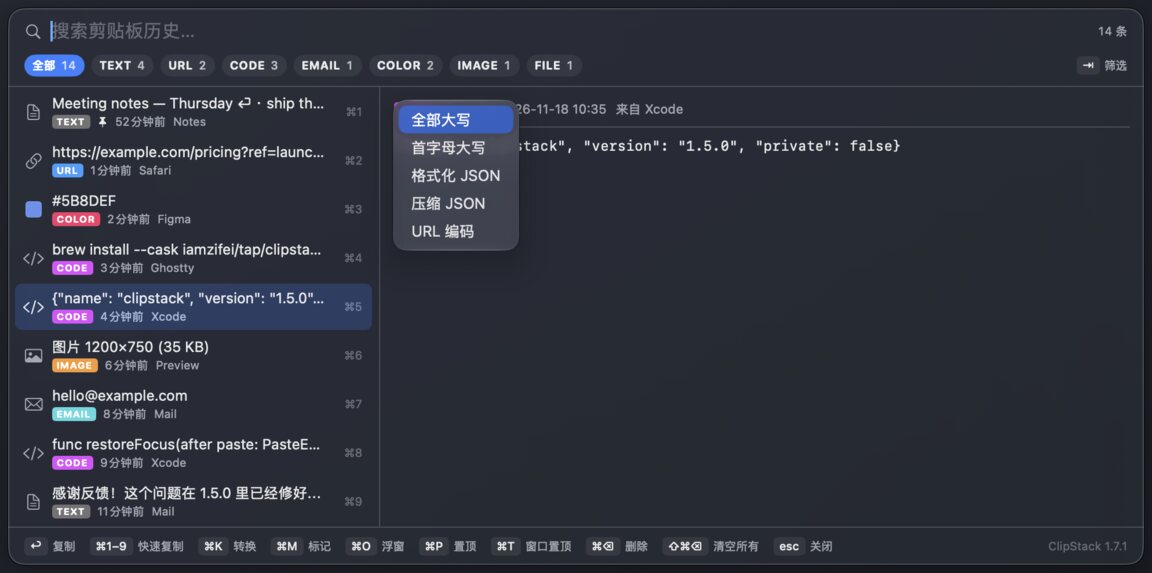 搜索剪贴板历史...
14 条
全部 14 TEXT 4 URL 2 CODE 3 EMAIL 1 COLOR 2 IMAGE 1 FILE 1
筛选
Meeting notes — Thursday ⏎ · ship th...
TEXT 52分钟前 Notes
⌘1
https://example.com/pricing?ref=launc...
URL 1分钟前 Safari
⌘2
#5B8DEF
COLOR 2分钟前 Figma
⌘3
brew install --cask iamzifei/tap/clipsta...
CODE 3分钟前 Ghostty
⌘4
{"name": "clipstack", "version": "1.5.0"...
CODE 4分钟前 Xcode
⌘5
图片 1200×750 (35 KB)
IMAGE 6分钟前 Preview
⌘6
hello@example.com
EMAIL 8分钟前 Mail
⌘7
func restoreFocus(after paste: PasteE...
CODE 9分钟前 Xcode
⌘8
感谢反馈！这个问题在 1.5.0 里已经修好...
TEXT 11分钟前 Mail
⌘9
26-11-18 10:35 来自 Xcode
stack", "version": "1.5.0", "private": false}
全部大写
首字母大写
格式化 JSON
压缩 JSON
URL 编码
⏎ 复制 ⌘1–9 快速复制 ⌘K 转换 ⌘M 标记 ⌘O 浮窗 ⌘P 置顶 ⌘T 窗口置顶 ⌘⌫ 删除 ⇧⌘⌫ 清空所有 esc 关闭
ClipStack 1.7.1